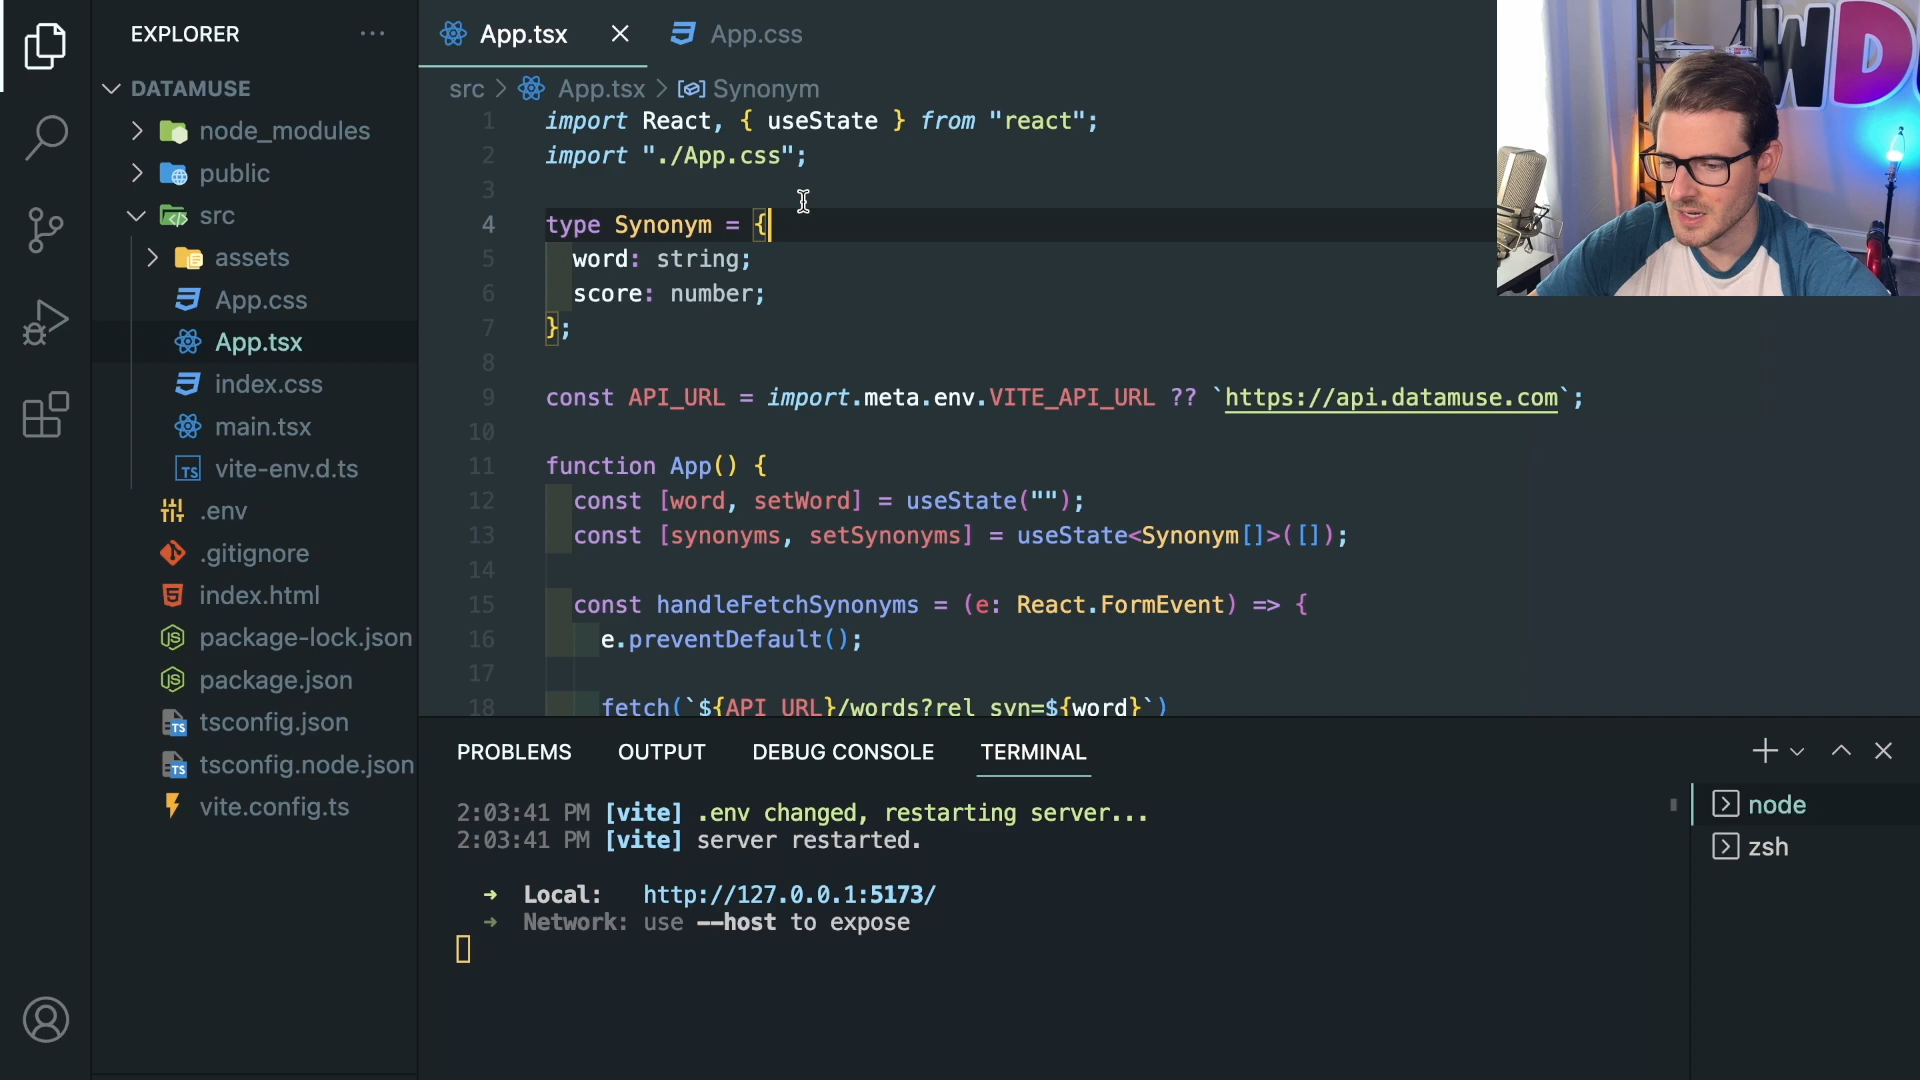 EXPLORER
DATAMUSE
node_modules
public
src
assets
App.css
App.tsx
index.css
main.tsx
vite-env.d.ts
.env
.gitignore
index.html
package-lock.json
package.json
tsconfig.json
tsconfig.node.json
vite.config.ts
App.tsx
App.css
src > App.tsx > Synonym
1 import React, { useState } from "react";
2 import "./App.css";
3
4 type Synonym = {
5 word: string;
6 score: number;
7 };
8
9 const API_URL = import.meta.env.VITE_API_URL ?? `https://api.datamuse.com`;
10
11 function App() {
12 const [word, setWord] = useState("");
13 const [synonyms, setSynonyms] = useState<Synonym[]>([]);
14
15 const handleFetchSynonyms = (e: React.FormEvent) => {
16 e.preventDefault();
17
18 fetch(`${API_URL}/words?rel_syn=${word}`)
PROBLEMS OUTPUT DEBUG CONSOLE TERMINAL
2:03:41 PM [vite] .env changed, restarting server...
2:03:41 PM [vite] server restarted.
➜ Local: http://127.0.0.1:5173/
➜ Network: use --host to expose
node
zsh
WD